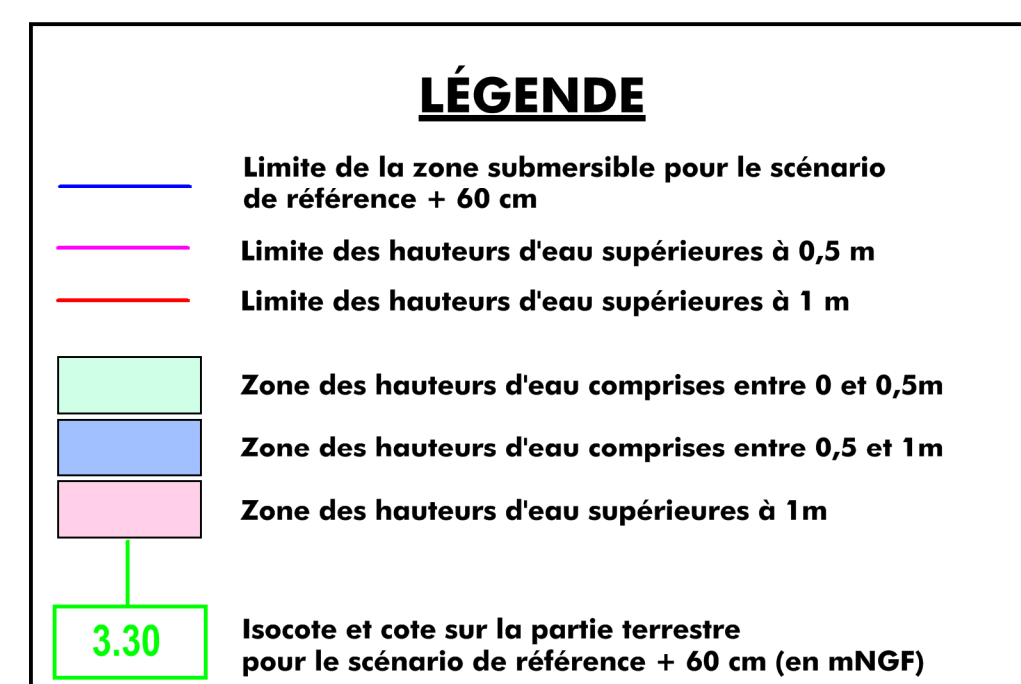 LÉGENDE
Limite de la zone submersible pour le scénario
de référence + 60 cm
Limite des hauteurs d'eau supérieures à 0,5 m
Limite des hauteurs d'eau supérieures à 1 m
Zone des hauteurs d'eau comprises entre 0 et 0,5m
Zone des hauteurs d'eau comprises entre 0,5 et 1m
Zone des hauteurs d'eau supérieures à 1m
3.30
Isocote et cote sur la partie terrestre
pour le scénario de référence + 60 cm (en mNGF)